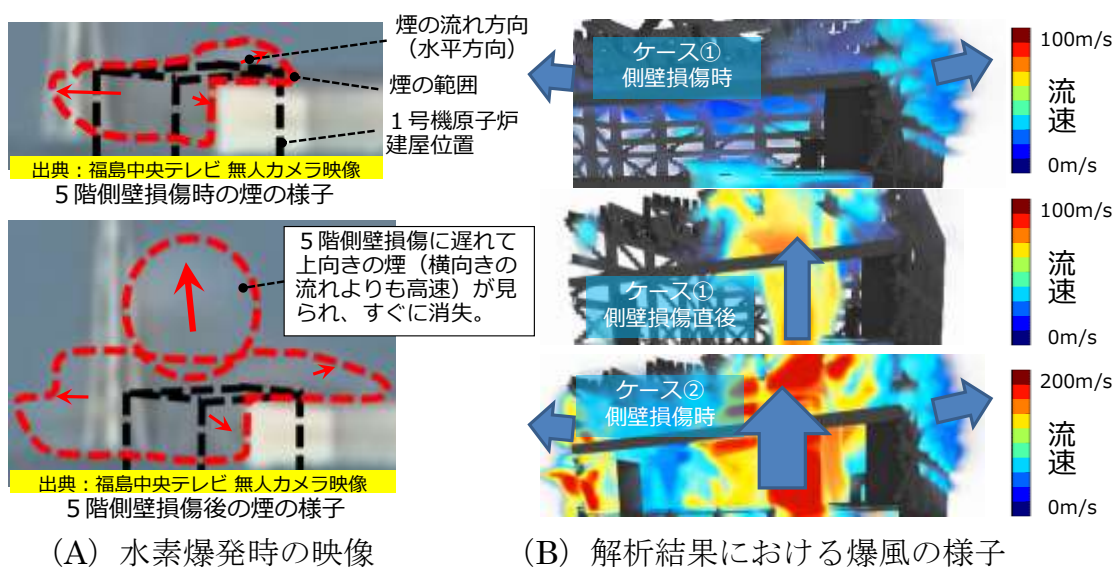 煙の流れ方向
（水平方向）
煙の範囲
１号機原子炉
建屋位置
出典：福島中央テレビ 無人カメラ映像
５階側壁損傷時の煙の様子
５階側壁損傷に遅れて
上向きの煙（横向きの
流れよりも高速）が見
られ、すぐに消失。
出典：福島中央テレビ 無人カメラ映像
５階側壁損傷後の煙の様子
（A）水素爆発時の映像
ケース①
側壁損傷時
100m/s
流速
0m/s
ケース①
側壁損傷直後
100m/s
流速
0m/s
ケース②
側壁損傷時
200m/s
流速
0m/s
（B）解析結果における爆風の様子